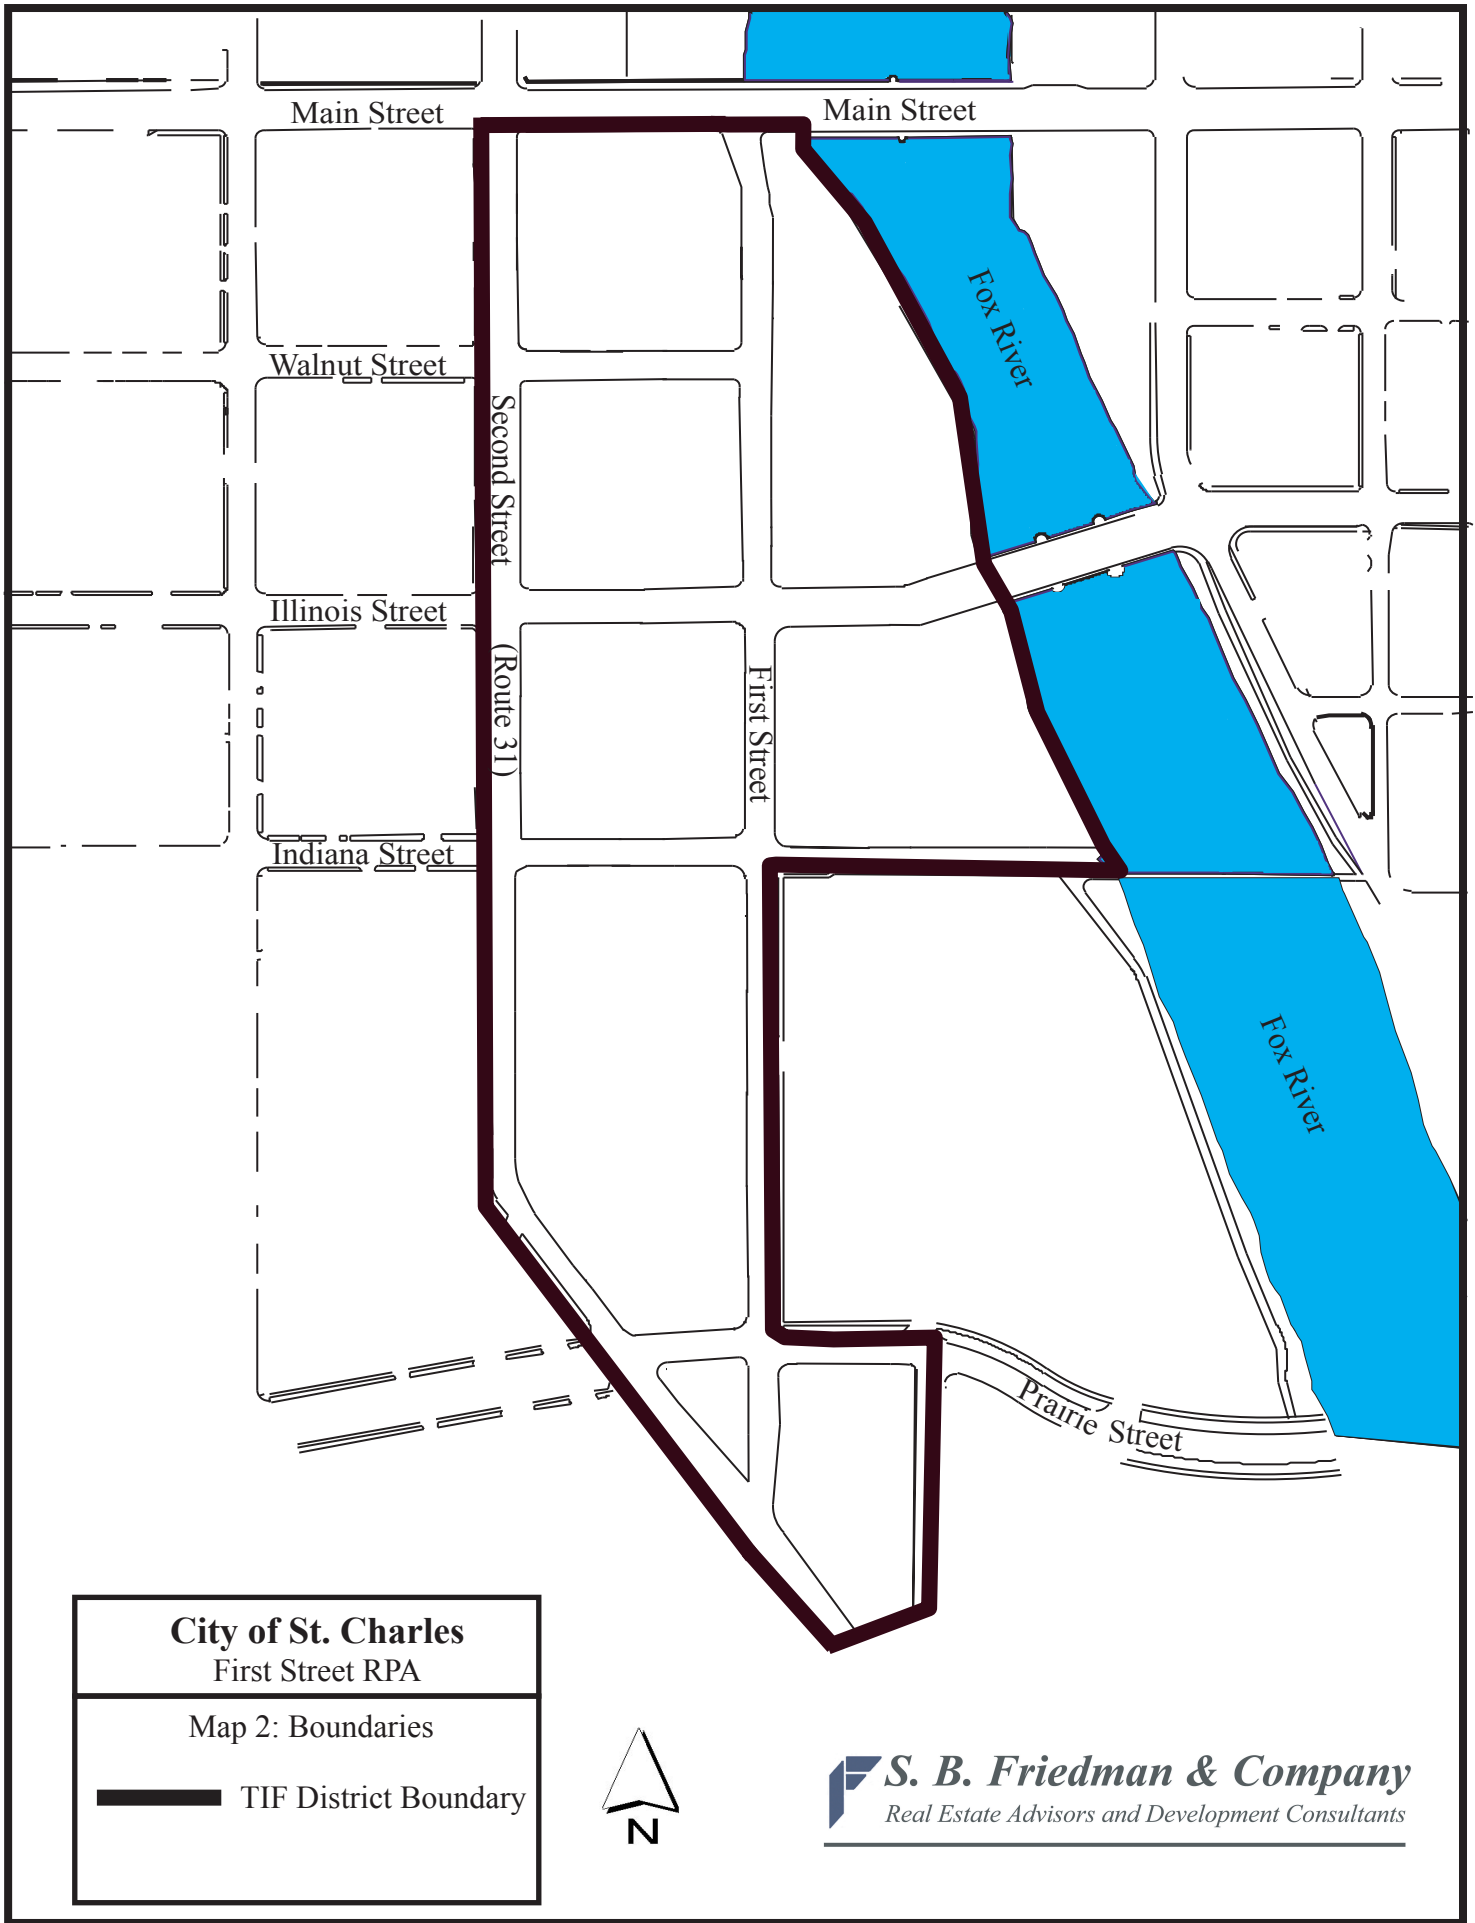 Main Street
Main Street
Fox River
Walnut Street
Second Street
Illinois Street
(Route 31)
First Street
Indiana Street
Fox River
Prairie Street
City of St. Charles
First Street RPA
Map 2: Boundaries
TIF District Boundary
N
S. B. Friedman & Company
Real Estate Advisors and Development Consultants